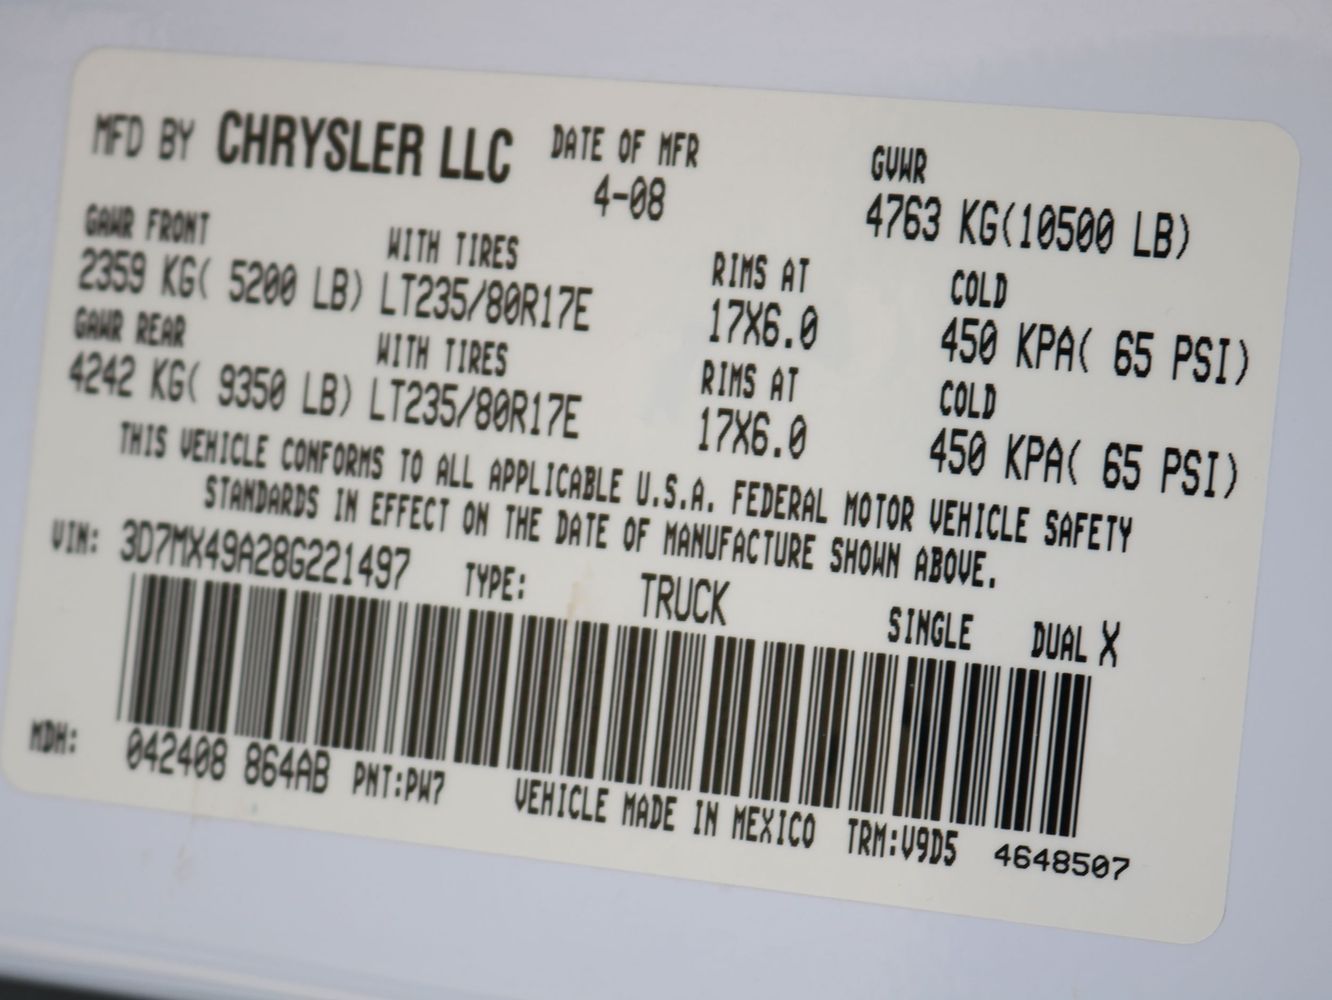 MFD BY CHRYSLER LLC DATE OF MFR GVWR
4-08 4763 KG(10500 LB)
GAWR FRONT WITH TIRES RIMS AT COLD
2359 KG( 5200 LB) LT235/80R17E 17X6.0 450 KPA( 65 PSI)
GAWR REAR WITH TIRES RIMS AT COLD
4242 KG( 9350 LB) LT235/80R17E 17X6.0 450 KPA( 65 PSI)
THIS VEHICLE CONFORMS TO ALL APPLICABLE U.S.A. FEDERAL MOTOR VEHICLE SAFETY
STANDARDS IN EFFECT ON THE DATE OF MANUFACTURE SHOWN ABOVE.
VIN: 3D7MX49A28G221497 TYPE: TRUCK SINGLE DUAL X
MDH: 042408 864AB PNT:PW7 VEHICLE MADE IN MEXICO TRM:V9D5 4648507